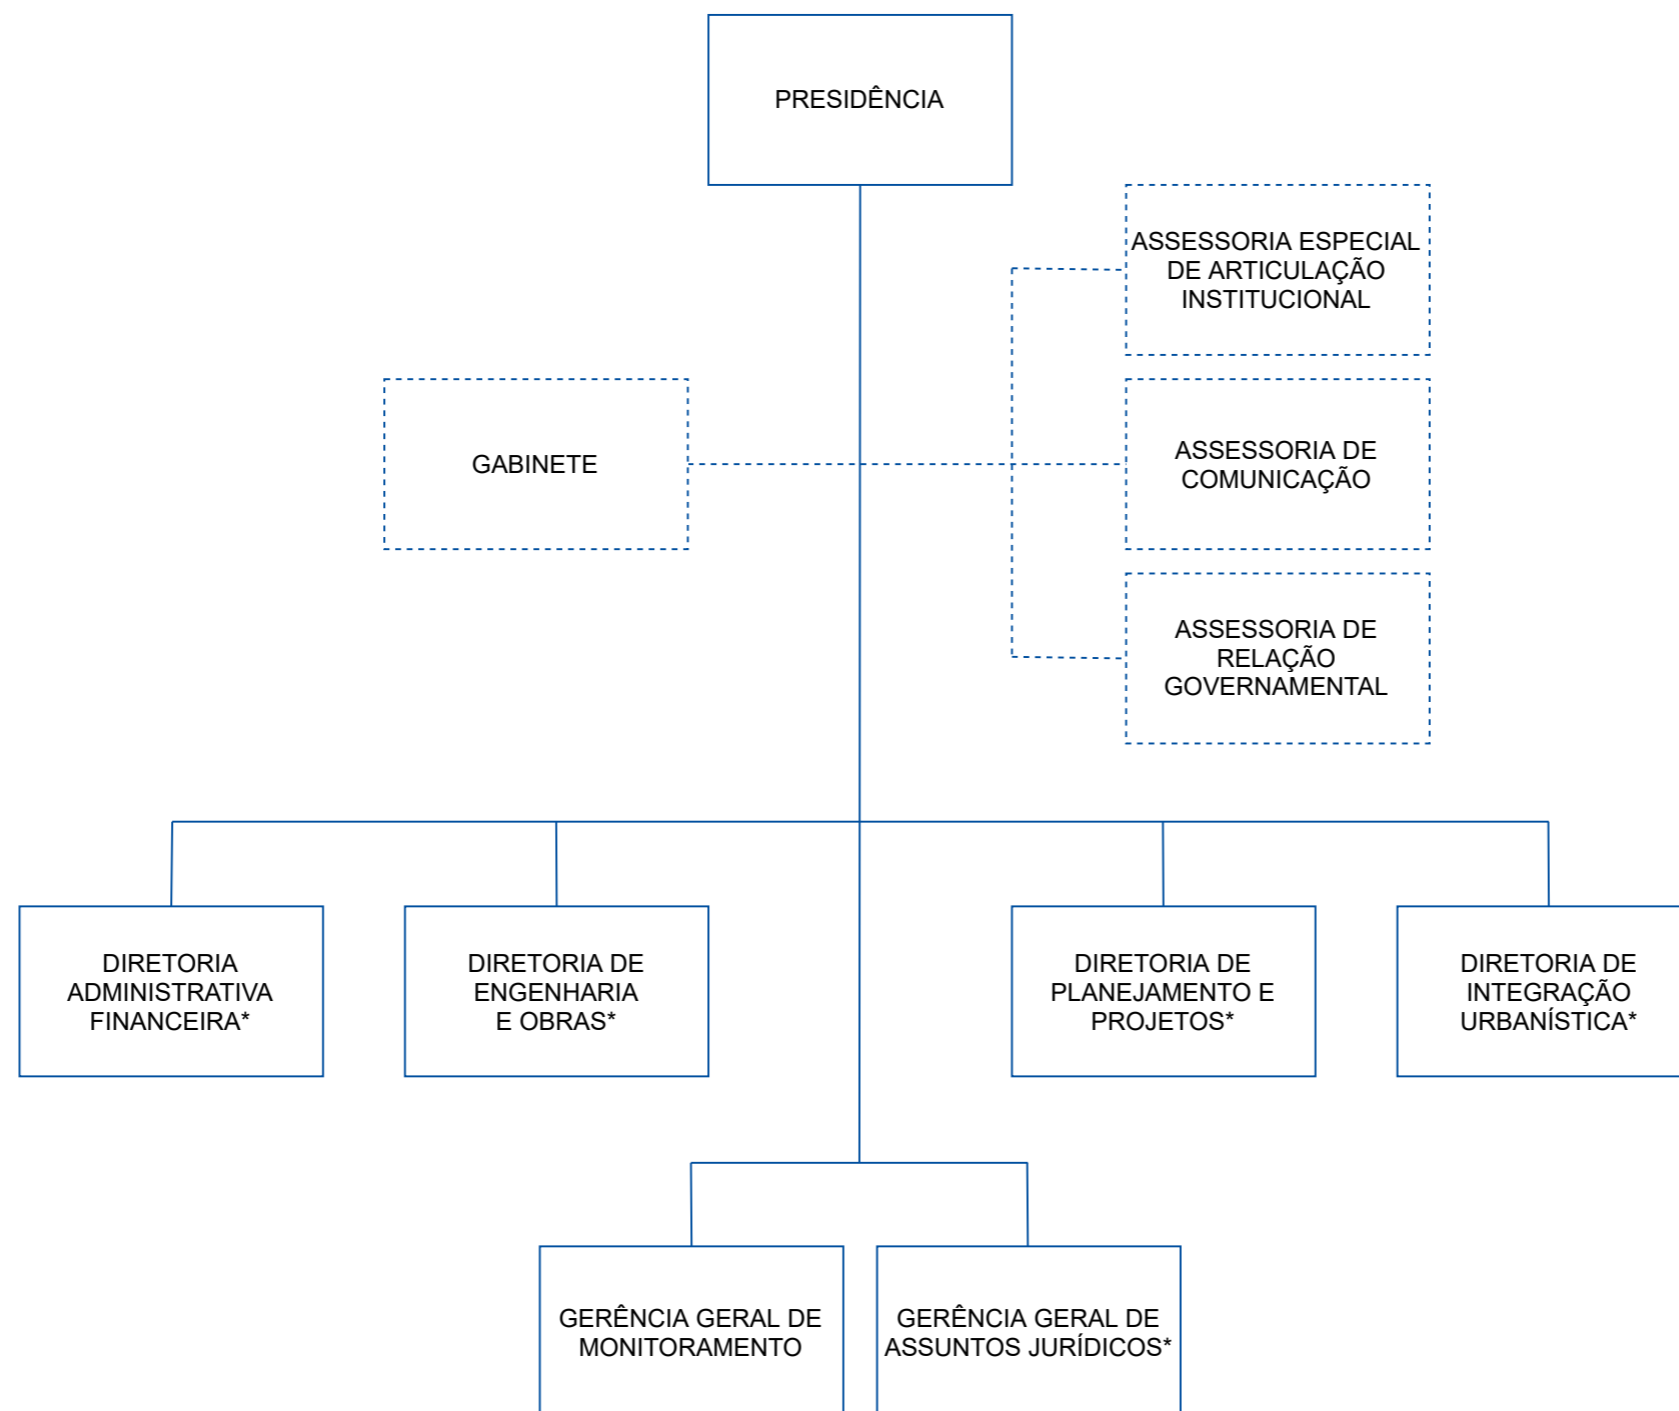 PRESIDÊNCIA
ASSESSORIA ESPECIAL
DE ARTICULAÇÃO
INSTITUCIONAL
GABINETE
ASSESSORIA DE
COMUNICAÇÃO
ASSESSORIA DE
RELAÇÃO
GOVERNAMENTAL
DIRETORIA
ADMINISTRATIVA
FINANCEIRA*
DIRETORIA DE
ENGENHARIA
E OBRAS*
DIRETORIA DE
PLANEJAMENTO E
PROJETOS*
DIRETORIA DE
INTEGRAÇÃO
URBANÍSTICA*
GERÊNCIA GERAL DE
MONITORAMENTO
GERÊNCIA GERAL DE
ASSUNTOS JURÍDICOS*